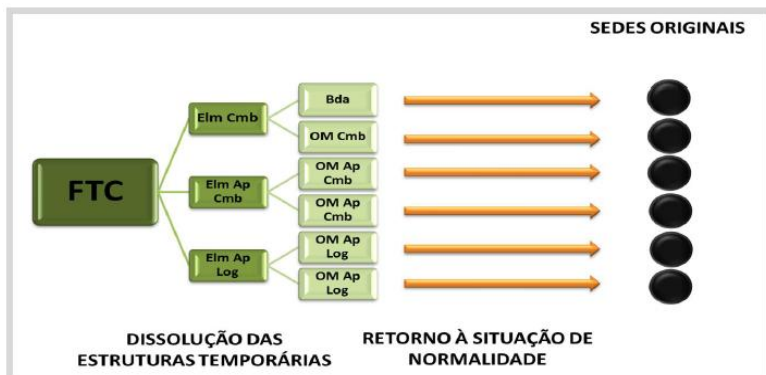 SEDES ORIGINAIS
FTC
Elm Cmb
Elm Ap
Cmb
Elm Ap
Log
Bda
OM Cmb
OM Ap
Cmb
OM Ap
Cmb
OM Ap
Log
OM Ap
Log
DISSOLUÇÃO DAS
ESTRUTURAS TEMPORÁRIAS
RETORNO À SITUAÇÃO DE
NORMALIDADE